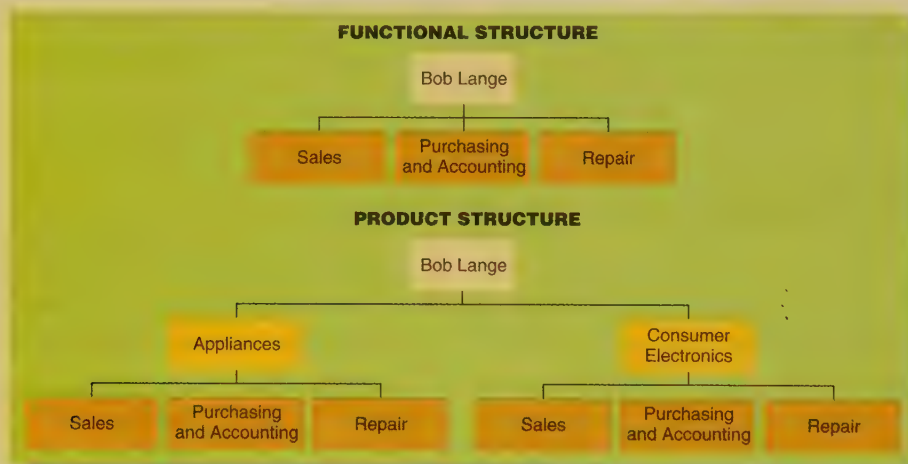 FUNCTIONAL STRUCTURE
Bob Lange
Sales
Purchasing
and Accounting
Repair
PRODUCT STRUCTURE
Bob Lange
Appliances
Consumer
Electronics
Sales
Purchasing
and Accounting
Repair
Sales
Purchasing
and Accounting
Repair